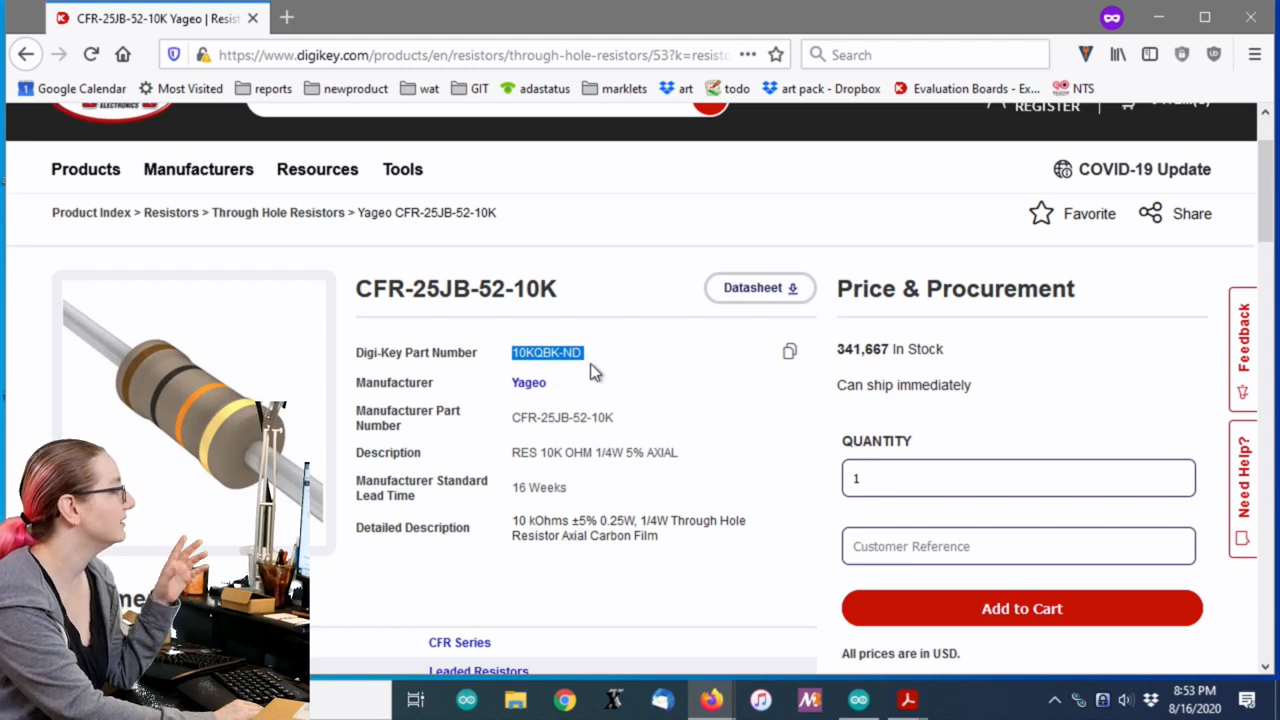 CFR-25JB-52-10K Yageo | Resist
https://www.digikey.com/products/en/resistors/through-hole-resistors/53?k=resisto
Search
Google Calendar
Most Visited
reports
newproduct
wat
GIT
adastatus
marklets
art
todo
art pack - Dropbox
Evaluation Boards - Ex...
NTS
ELECTRONICS
REGISTER
Products
Manufacturers
Resources
Tools
COVID-19 Update
Product Index > Resistors > Through Hole Resistors > Yageo CFR-25JB-52-10K
Favorite
Share
CFR-25JB-52-10K
Datasheet
Price & Procurement
Digi-Key Part Number
10KQBK-ND
341,667 In Stock
Manufacturer
Yageo
Can ship immediately
Manufacturer Part
Number
CFR-25JB-52-10K
Description
RES 10K OHM 1/4W 5% AXIAL
QUANTITY
1
Manufacturer Standard
Lead Time
16 Weeks
Detailed Description
10 kOhms ±5% 0.25W, 1/4W Through Hole
Resistor Axial Carbon Film
Customer Reference
Add to Cart
CFR Series
All prices are in USD.
Leaded Resistors
Feedback
Need Help?
8:53 PM
8/16/2020